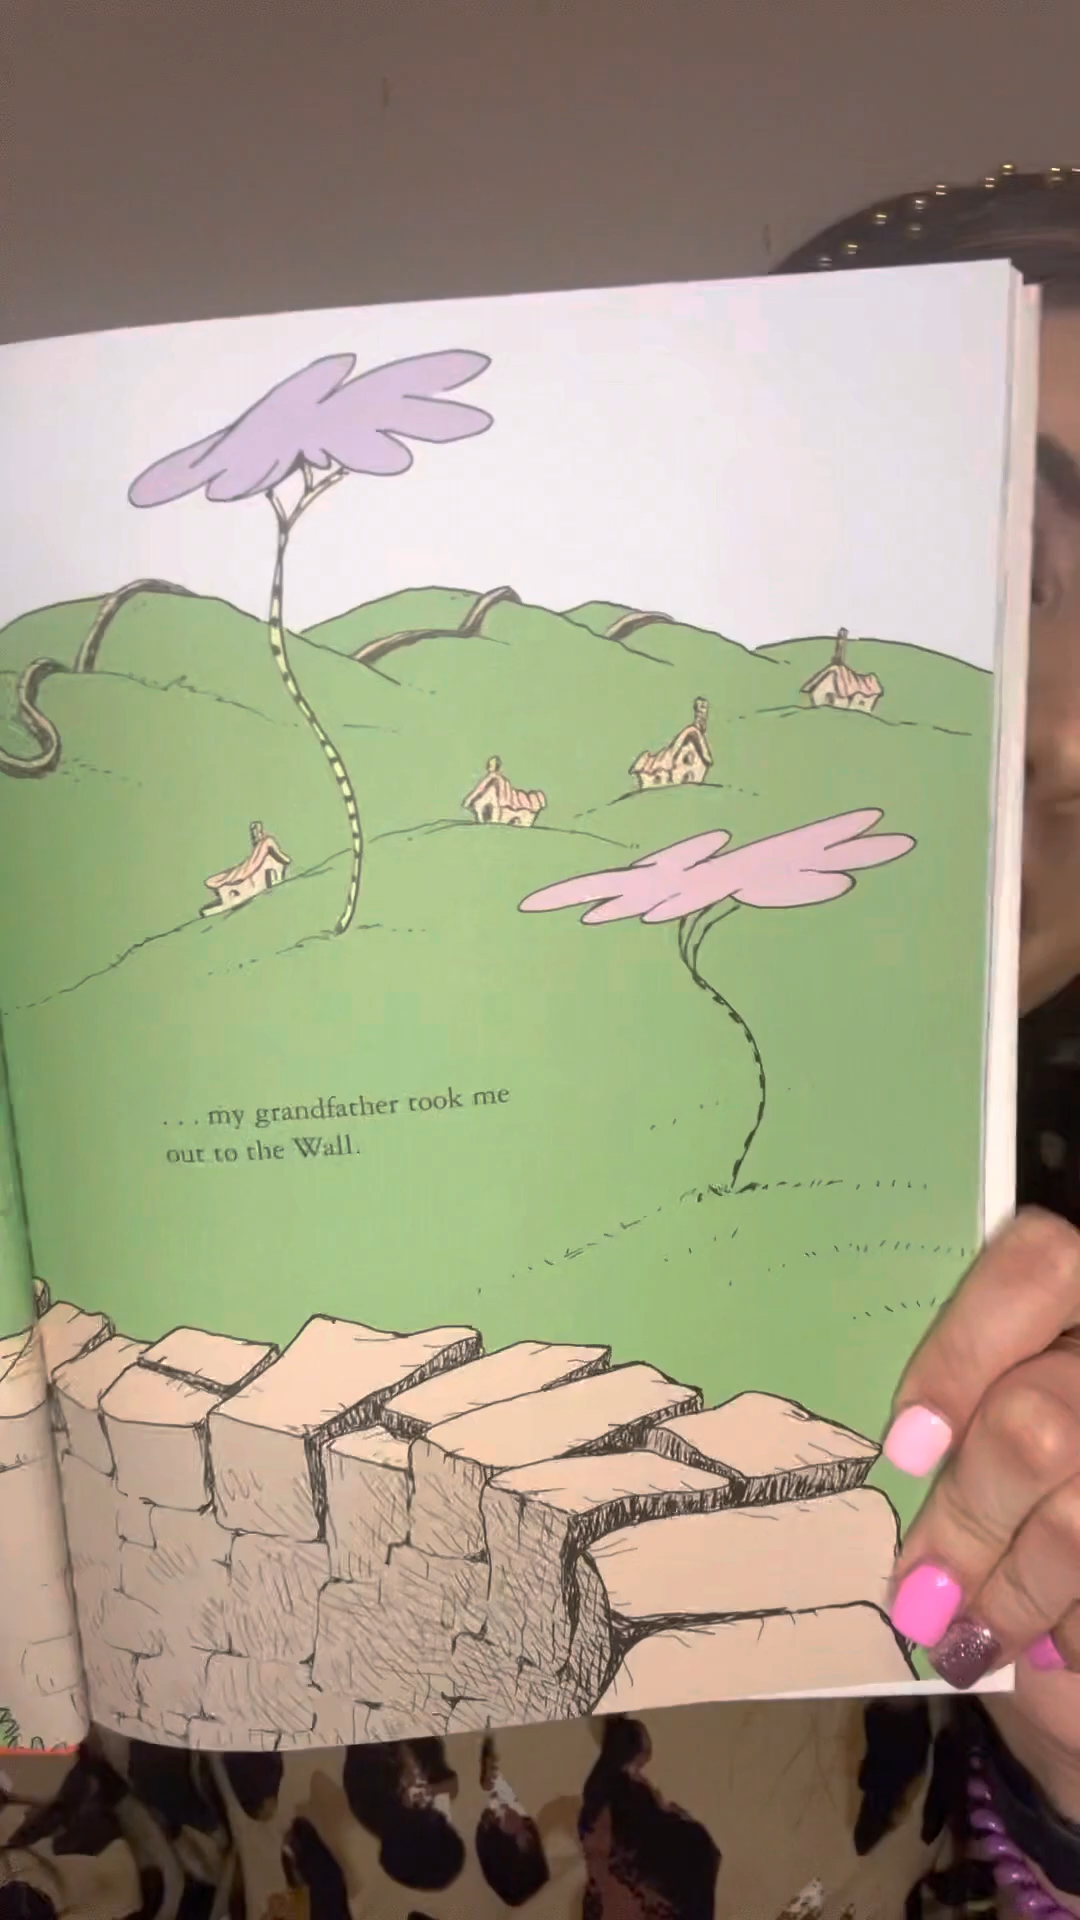 . . . my grandfather took me
out to the Wall.